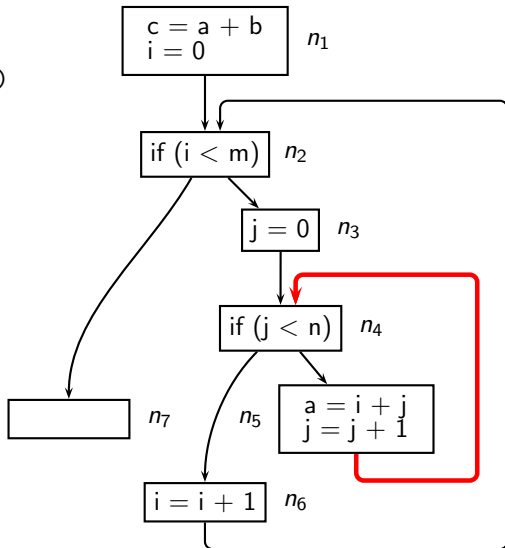 c = a + b
i = 0
n1
)
if (i < m)
n2
j = 0
n3
if (j < n)
n4
n7
n5
a = i + j
j = j + 1
i = i + 1
n6